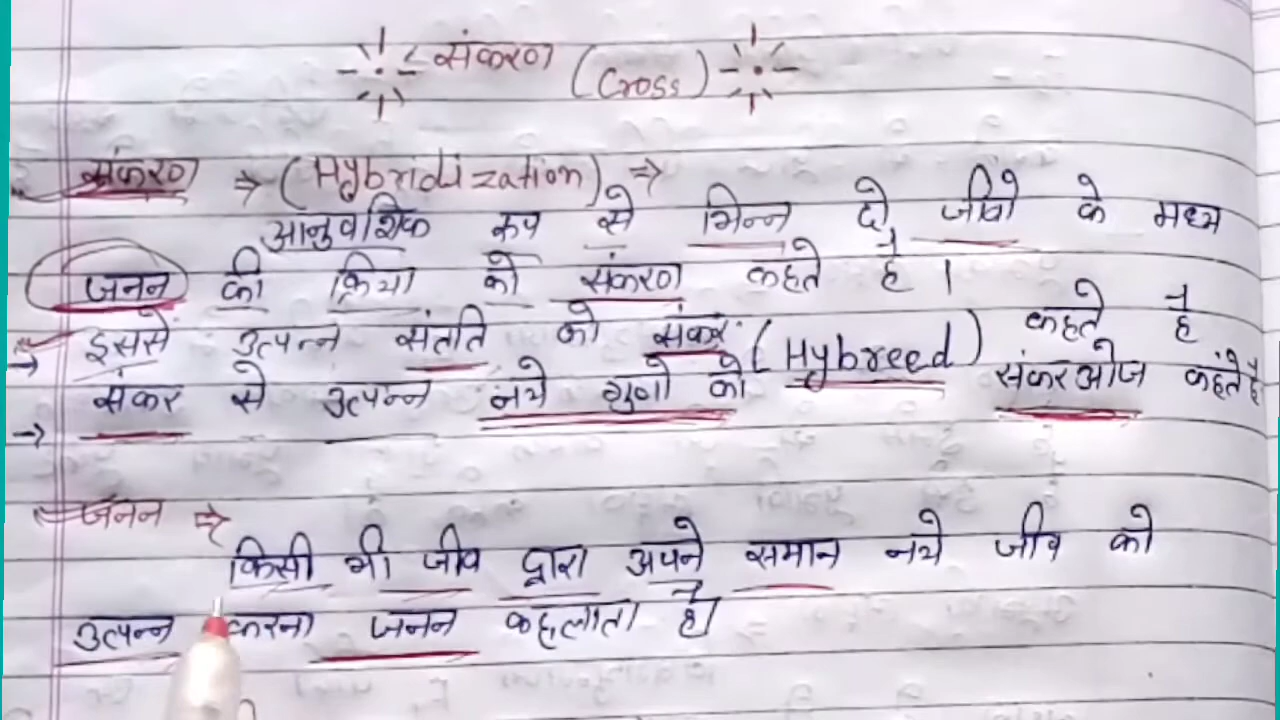 संकरण (Cross)
संकरण ⇒ (Hybridization) ⇒
आनुवंशिक रूप से भिन्न दो जीवों के मध्य
जनन की क्रिया को संकरण कहते है ।
→ इससे उत्पन्न संतति को संकर (Hybreed) कहते है
→ संकर से उत्पन्न नये गुणो को संकरओज कहते है
जनन ⇒
किसी भी जीव द्वारा अपने समान नये जीव को
उत्पन्न करना जनन कहलाता है।